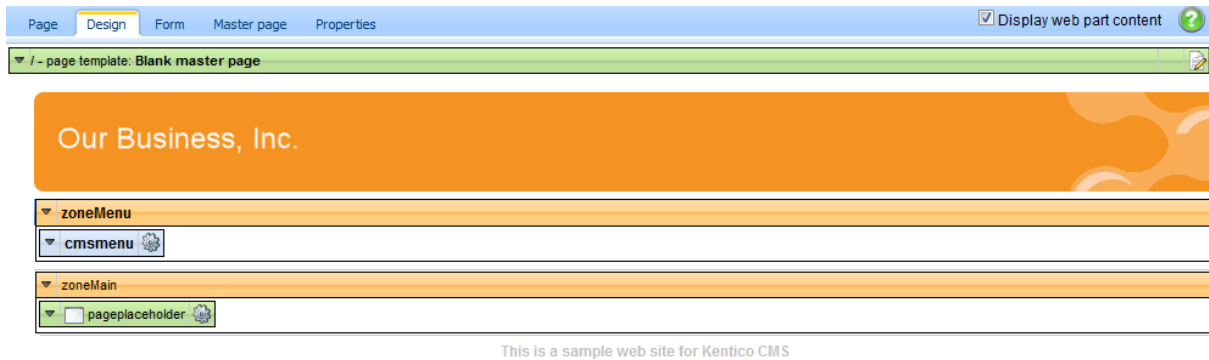 Page Design Form Master page Properties Display web part content
/ - page template: Blank master page
Our Business, Inc.
zoneMenu
cmsmenu
zoneMain
pageplaceholder
This is a sample web site for Kentico CMS